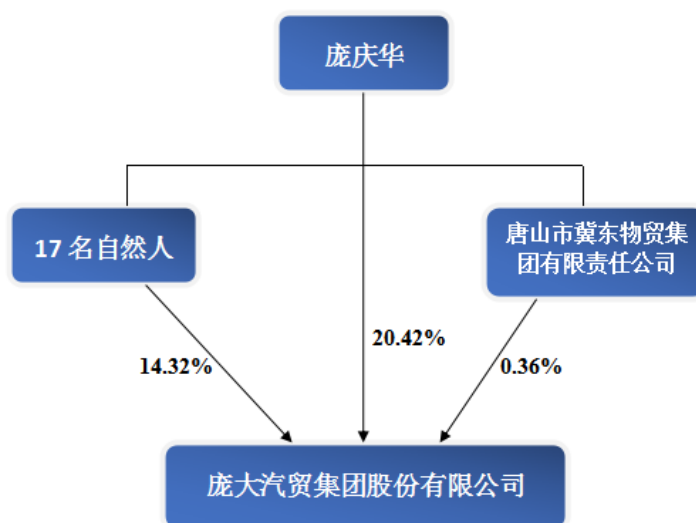 庞庆华
17 名自然人
唐山市冀东物贸集
团有限责任公司
14.32%
20.42%
0.36%
庞大汽贸集团股份有限公司